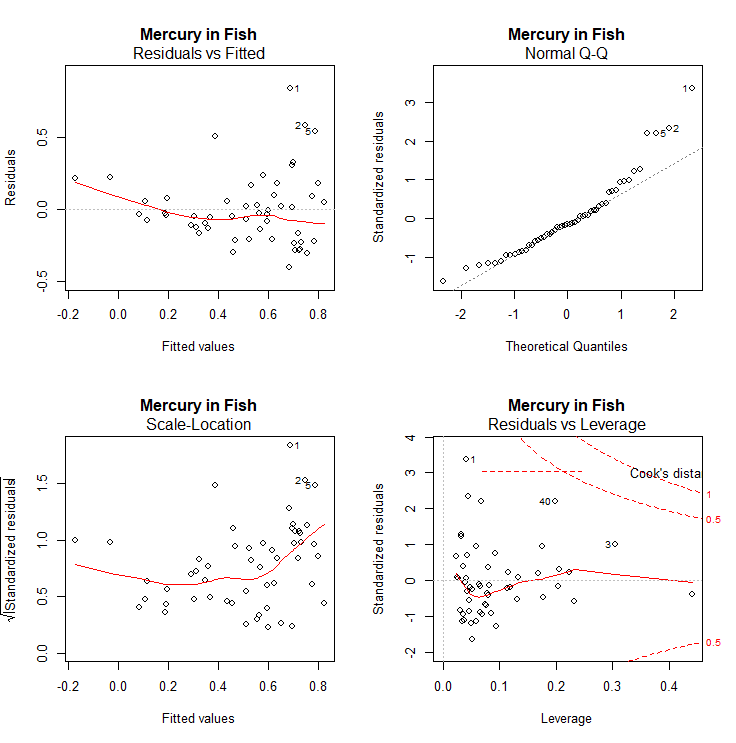 Mercury in Fish
Residuals vs Fitted
Residuals
-0.5 0.0 0.5
1
2
5
-0.2 0.0 0.2 0.4 0.6 0.8
Fitted values
Mercury in Fish
Normal Q-Q
Standardized residuals
-1 0 1 2 3
1
5 2
-2 -1 0 1 2
Theoretical Quantiles
Mercury in Fish
Scale-Location
√|Standardized residuals|
0.0 0.5 1.0 1.5
1
2
5
-0.2 0.0 0.2 0.4 0.6 0.8
Fitted values
Mercury in Fish
Residuals vs Leverage
Standardized residuals
-2 -1 0 1 2 3 4
1
Cook's dista
1
0.5
40
3
0.5
0.0 0.1 0.2 0.3 0.4
Leverage